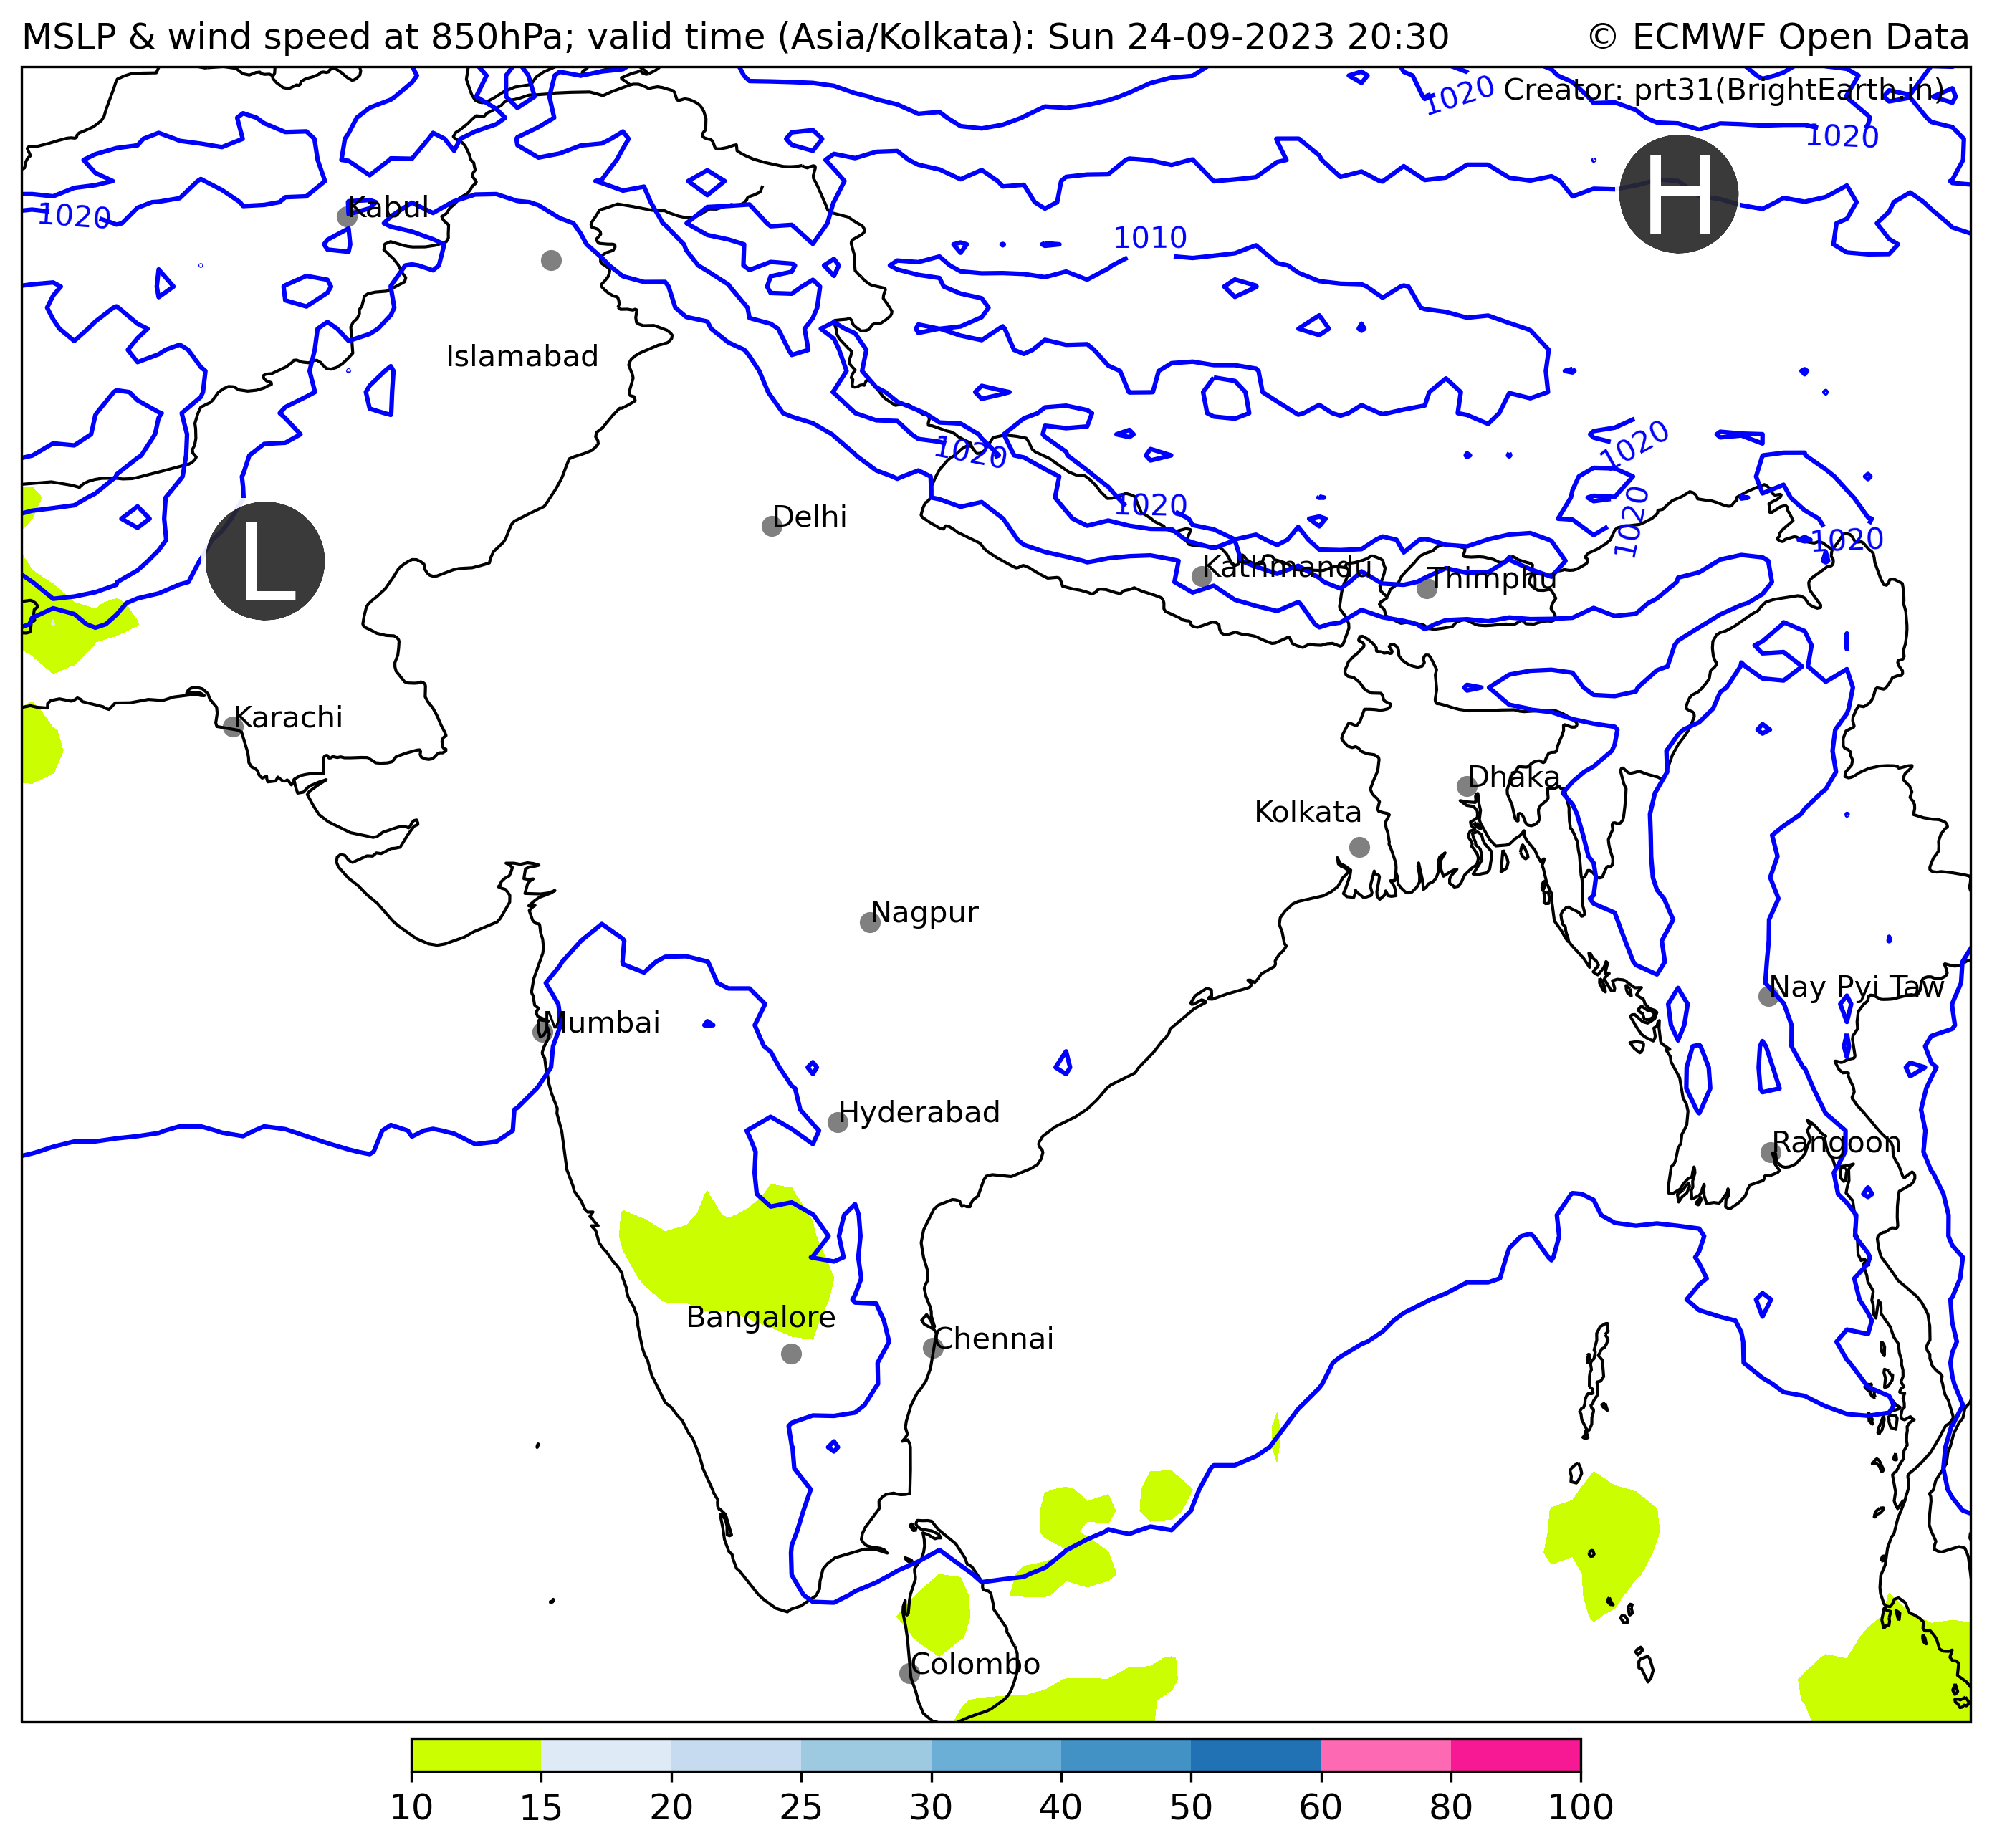 MSLP & wind speed at 850hPa; valid time (Asia/Kolkata): Sun 24-09-2023 20:30
© ECMWF Open Data
Creator: prt31(BrightEarth.in)
1020
1020
H
Kabul
1020
1010
Islamabad
1020
1020
1020
1020
1020
Delhi
L
Kathmandu
Thimphu
Karachi
Dhaka
Kolkata
Nagpur
Nay Pyi Taw
Mumbai
Hyderabad
Rangoon
Bangalore
Chennai
Colombo
10 15 20 25 30 40 50 60 80 100